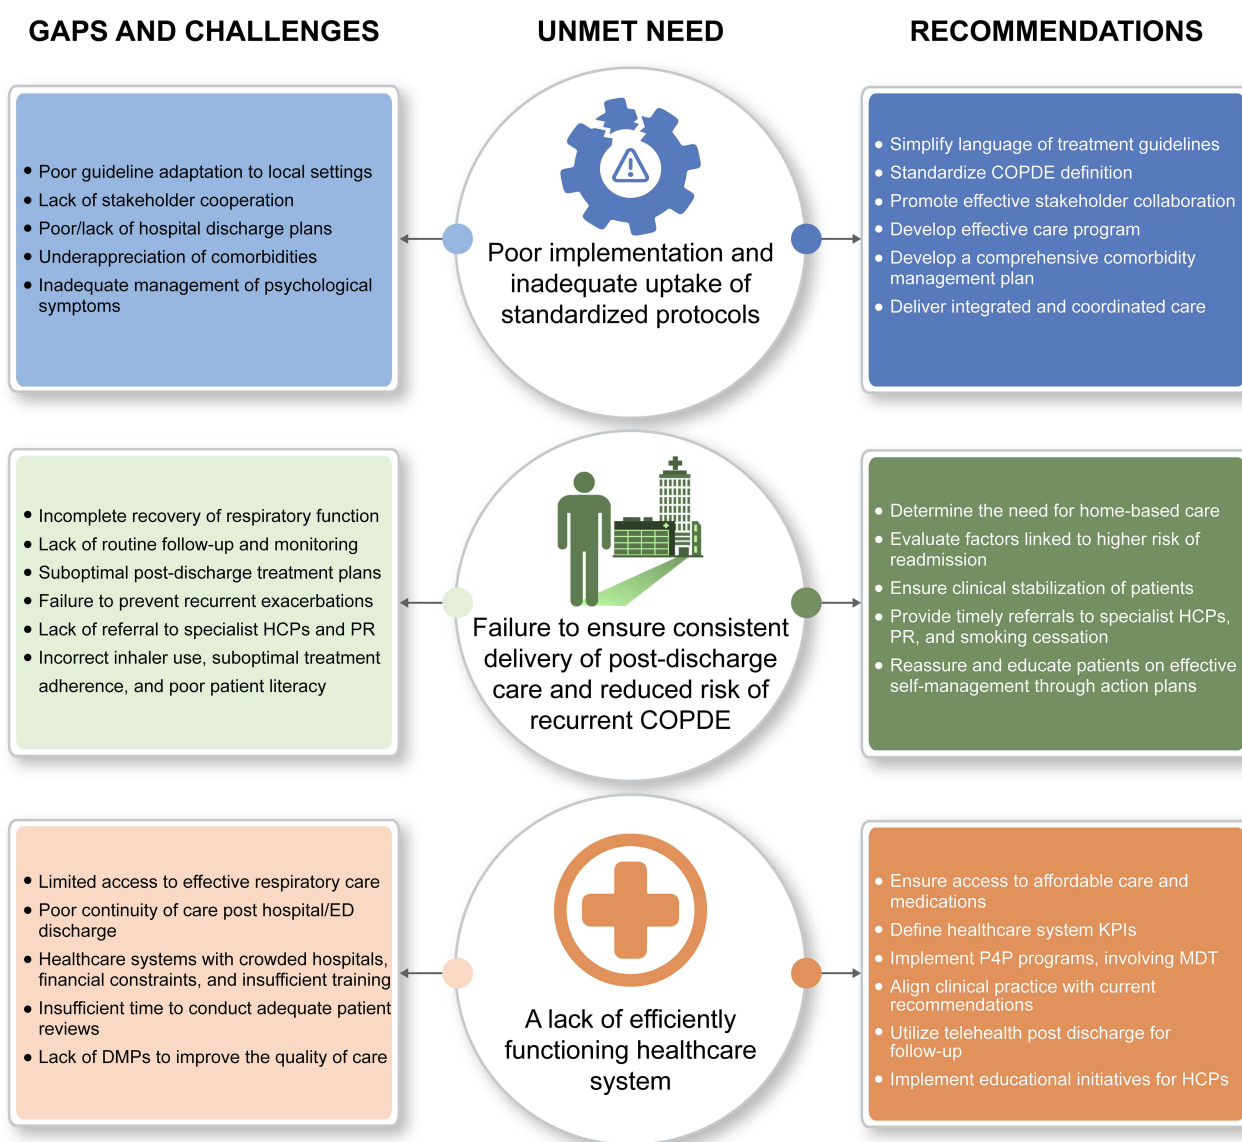 GAPS AND CHALLENGES
UNMET NEED
RECOMMENDATIONS
• Poor guideline adaptation to local settings
• Lack of stakeholder cooperation
• Poor/lack of hospital discharge plans
• Underappreciation of comorbidities
• Inadequate management of psychological
symptoms
Poor implementation and
inadequate uptake of
standardized protocols
• Simplify language of treatment guidelines
• Standardize COPDE definition
• Promote effective stakeholder collaboration
• Develop effective care program
• Develop a comprehensive comorbidity
management plan
• Deliver integrated and coordinated care
• Incomplete recovery of respiratory function
• Lack of routine follow-up and monitoring
• Suboptimal post-discharge treatment plans
• Failure to prevent recurrent exacerbations
• Lack of referral to specialist HCPs and PR
• Incorrect inhaler use, suboptimal treatment
adherence, and poor patient literacy
Failure to ensure consistent
delivery of post-discharge
care and reduced risk of
recurrent COPDE
• Determine the need for home-based care
• Evaluate factors linked to higher risk of
readmission
• Ensure clinical stabilization of patients
• Provide timely referrals to specialist HCPs,
PR, and smoking cessation
• Reassure and educate patients on effective
self-management through action plans
• Limited access to effective respiratory care
• Poor continuity of care post hospital/ED
discharge
• Healthcare systems with crowded hospitals,
financial constraints, and insufficient training
• Insufficient time to conduct adequate patient
reviews
• Lack of DMPs to improve the quality of care
A lack of efficiently
functioning healthcare
system
• Ensure access to affordable care and
medications
• Define healthcare system KPIs
• Implement P4P programs, involving MDT
• Align clinical practice with current
recommendations
• Utilize telehealth post discharge for
follow-up
• Implement educational initiatives for HCPs